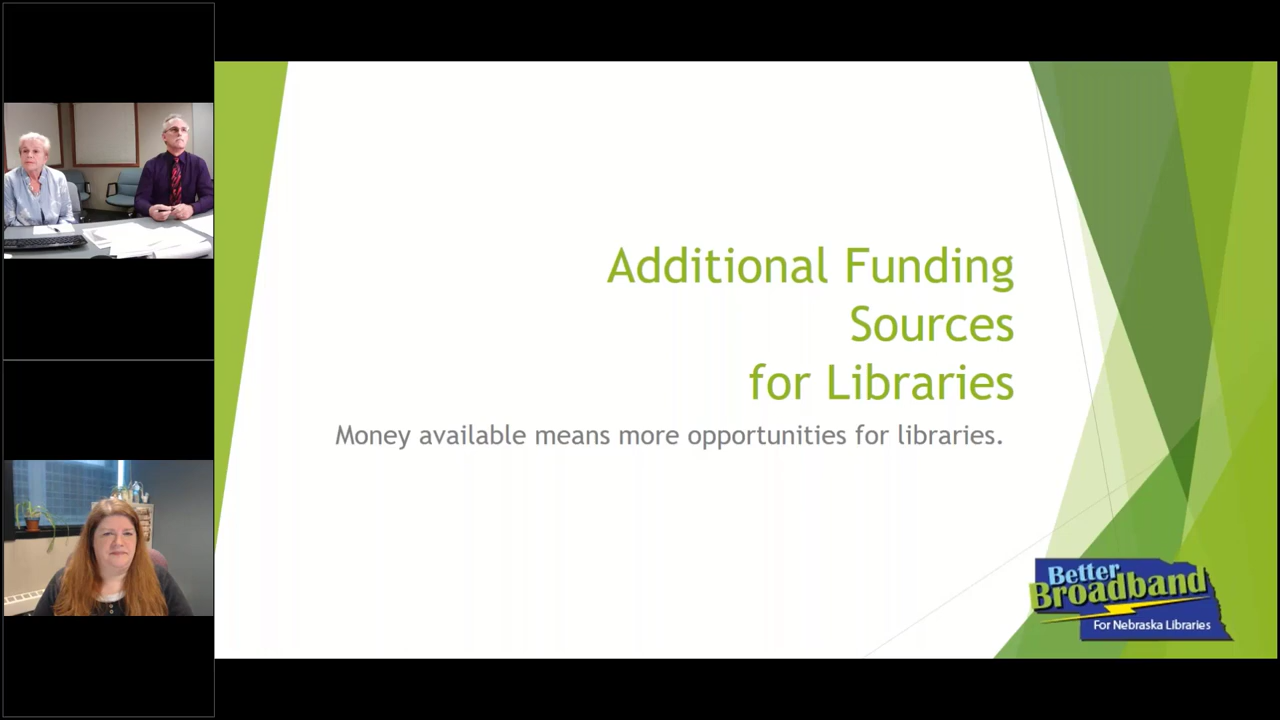 Additional Funding
Sources
for Libraries
Money available means more opportunities for libraries.
Better
Broadband
For Nebraska Libraries